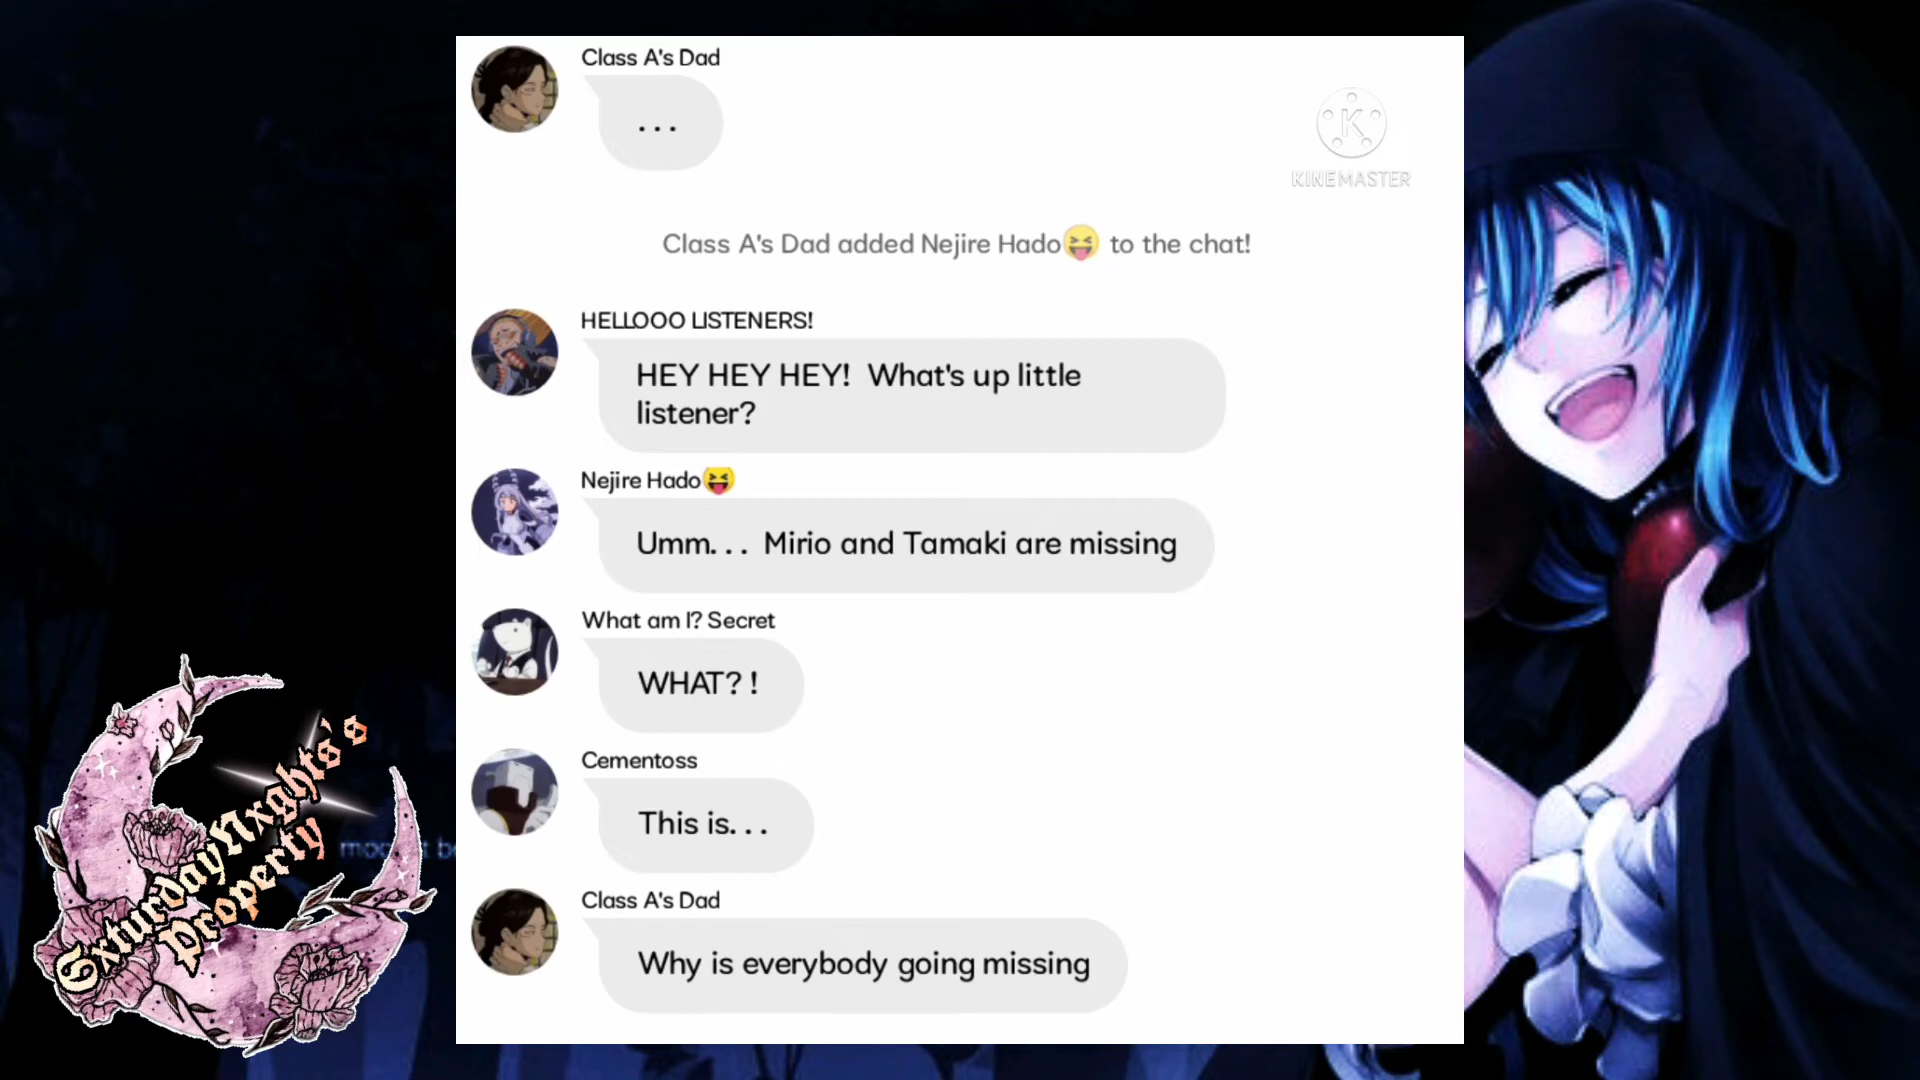 Class A's Dad
. . .
KINEMASTER
Class A's Dad added Nejire Hado😝 to the chat!
HELLOOO LISTENERS!
HEY HEY HEY! What's up little
listener?
Nejire Hado😝
Umm. . . Mirio and Tamaki are missing
What am I? Secret
WHAT? !
Cementoss
This is. . .
Class A's Dad
Why is everybody going missing
SxturdayNxghts's
Property